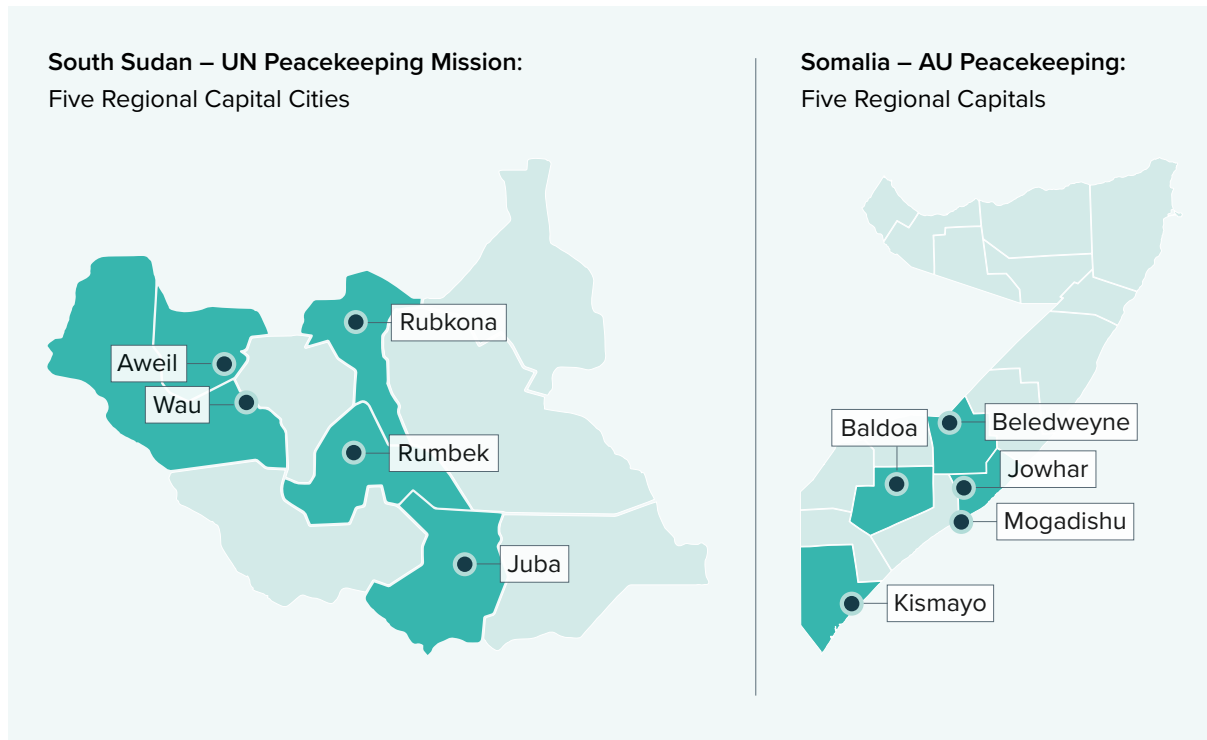 South Sudan – UN Peacekeeping Mission:
Five Regional Capital Cities
Rubkona
Aweil
Wau
Rumbek
Juba
Somalia – AU Peacekeeping:
Five Regional Capitals
Baldoa
Beledweyne
Jowhar
Mogadishu
Kismayo